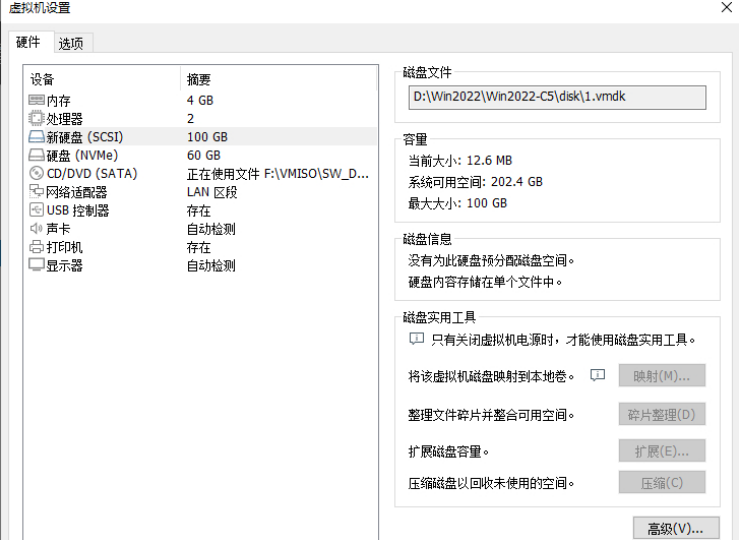 虚拟机设置
硬件 选项
设备 摘要
内存 4 GB
处理器 2
新硬盘 (SCSI) 100 GB
硬盘 (NVMe) 60 GB
CD/DVD (SATA) 正在使用文件 F:\VMISO\SW_D...
网络适配器 LAN 区段
USB 控制器 存在
声卡 自动检测
打印机 存在
显示器 自动检测
磁盘文件
D:\Win2022\Win2022-C5\disk\1.vmdk
容量
当前大小: 12.6 MB
系统可用空间: 202.4 GB
最大大小: 100 GB
磁盘信息
没有为此硬盘预分配磁盘空间。
硬盘内容存储在单个文件中。
磁盘实用工具
只有关闭虚拟机电源时，才能使用磁盘实用工具。
将该虚拟机磁盘映射到本地卷。 映射(M)...
整理文件碎片并整合可用空间。 碎片整理(D)
扩展磁盘容量。 扩展(E)...
压缩磁盘以回收未使用的空间。 压缩(C)
高级(V)...